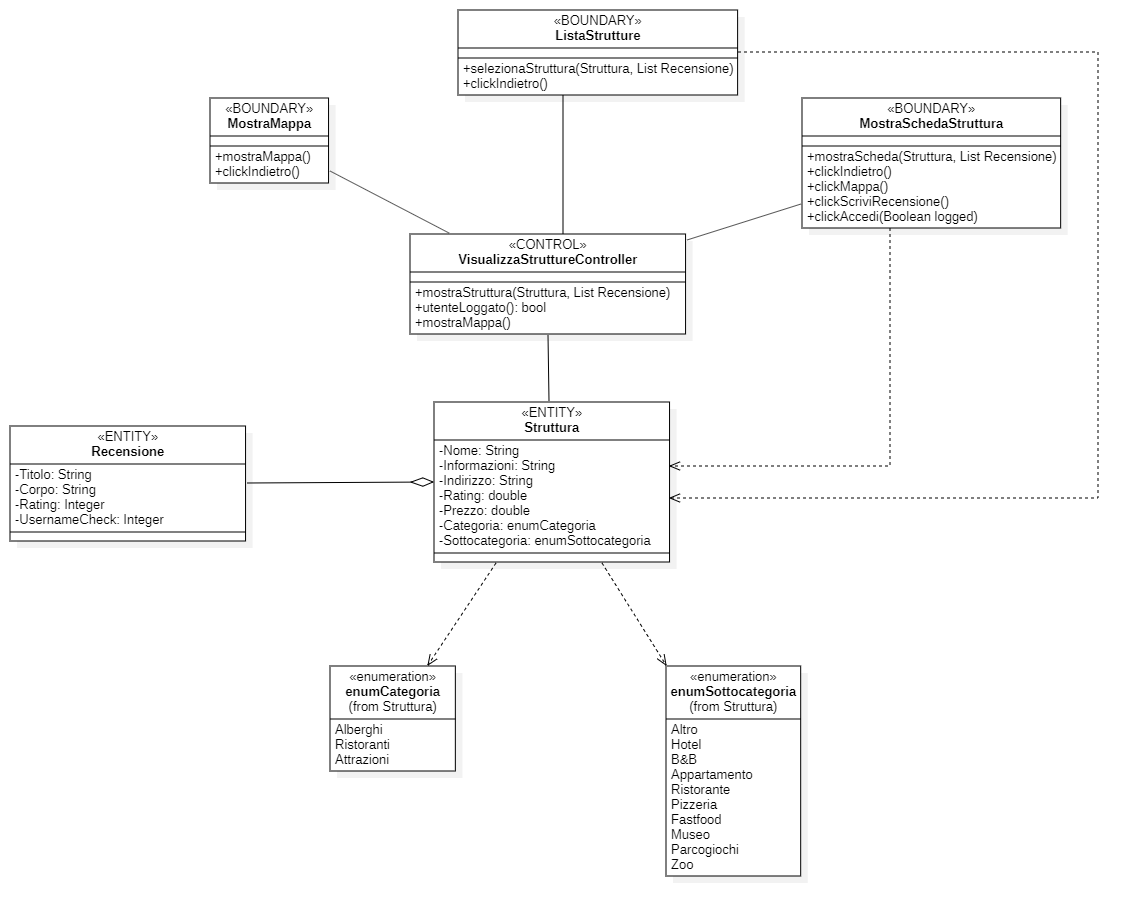 «BOUNDARY»
ListaStrutture
+selezionaStruttura(Struttura, List Recensione)
+clickIndietro()
«BOUNDARY»
MostraMappa
+mostraMappa()
+clickIndietro()
«BOUNDARY»
MostraSchedaStruttura
+mostraScheda(Struttura, List Recensione)
+clickIndietro()
+clickMappa()
+clickScriviRecensione()
+clickAccedi(Boolean logged)
«CONTROL»
VisualizzaStruttureController
+mostraStruttura(Struttura, List Recensione)
+utenteLoggato(): bool
+mostraMappa()
«ENTITY»
Recensione
-Titolo: String
-Corpo: String
-Rating: Integer
-UsernameCheck: Integer
«ENTITY»
Struttura
-Nome: String
-Informazioni: String
-Indirizzo: String
-Rating: double
-Prezzo: double
-Categoria: enumCategoria
-Sottocategoria: enumSottocategoria
«enumeration»
enumCategoria
(from Struttura)
Alberghi
Ristoranti
Attrazioni
«enumeration»
enumSottocategoria
(from Struttura)
Altro
Hotel
B&B
Appartamento
Ristorante
Pizzeria
Fastfood
Museo
Parcogiochi
Zoo